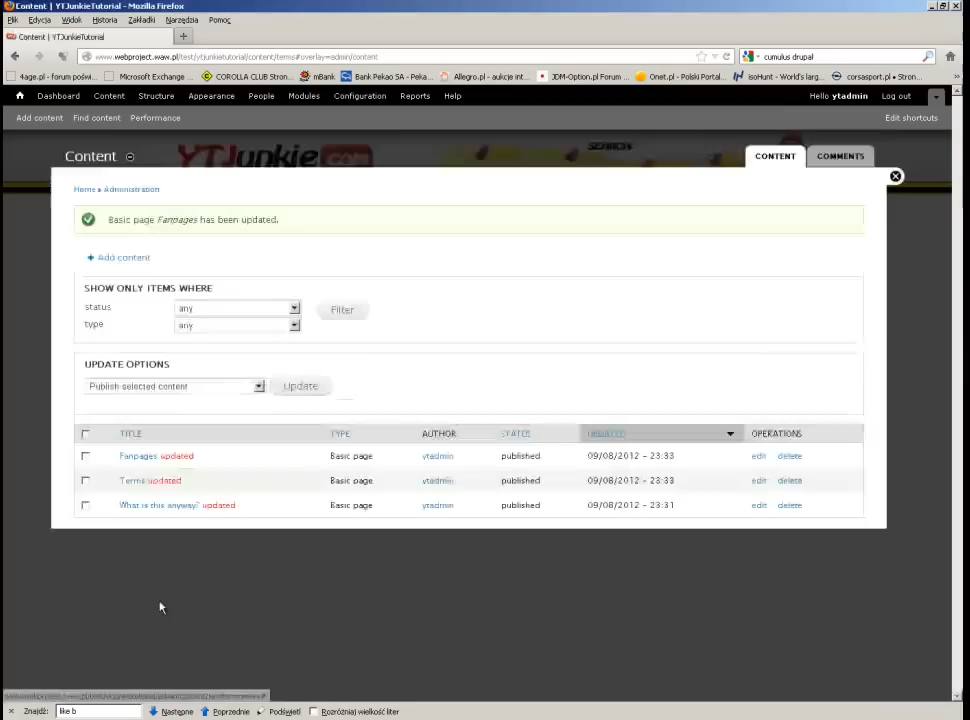 Content | YTJunkieTutorial - Mozilla Firefox
Plik Edycja Widok Historia Zakładki Narzędzia Pomoc
Content | YTJunkieTutorial
www.webproject.waw.pl/test/ytjunkietutorial/content/terms#overlay=admin/content
cumulus drupal
4age.pl - forum poświ... Microsoft Exchange ... COROLLA CLUB Stron... mBank Bank Pekao SA - Peka... Allegro.pl - aukcje int... JDM-Option.pl Forum ... Onet.pl - Polski Portal... isoHunt - World's larg... corsasport.pl • Stron...
Dashboard Content Structure Appearance People Modules Configuration Reports Help Hello ytadmin Log out
Add content Find content Performance Edit shortcuts
YTJunkie.com SEARCH
Content CONTENT COMMENTS
Home » Administration
Basic page Fanpages has been updated.
Add content
SHOW ONLY ITEMS WHERE
status any Filter
type any
UPDATE OPTIONS
Publish selected content Update
TITLE TYPE AUTHOR STATUS UPDATED OPERATIONS
Fanpages updated Basic page ytadmin published 09/08/2012 - 23:33 edit delete
Terms updated Basic page ytadmin published 09/08/2012 - 23:33 edit delete
What is this anyway? updated Basic page ytadmin published 09/08/2012 - 23:31 edit delete
Znajdź: like b Następne Poprzednie Podświetl Rozróżniaj wielkość liter